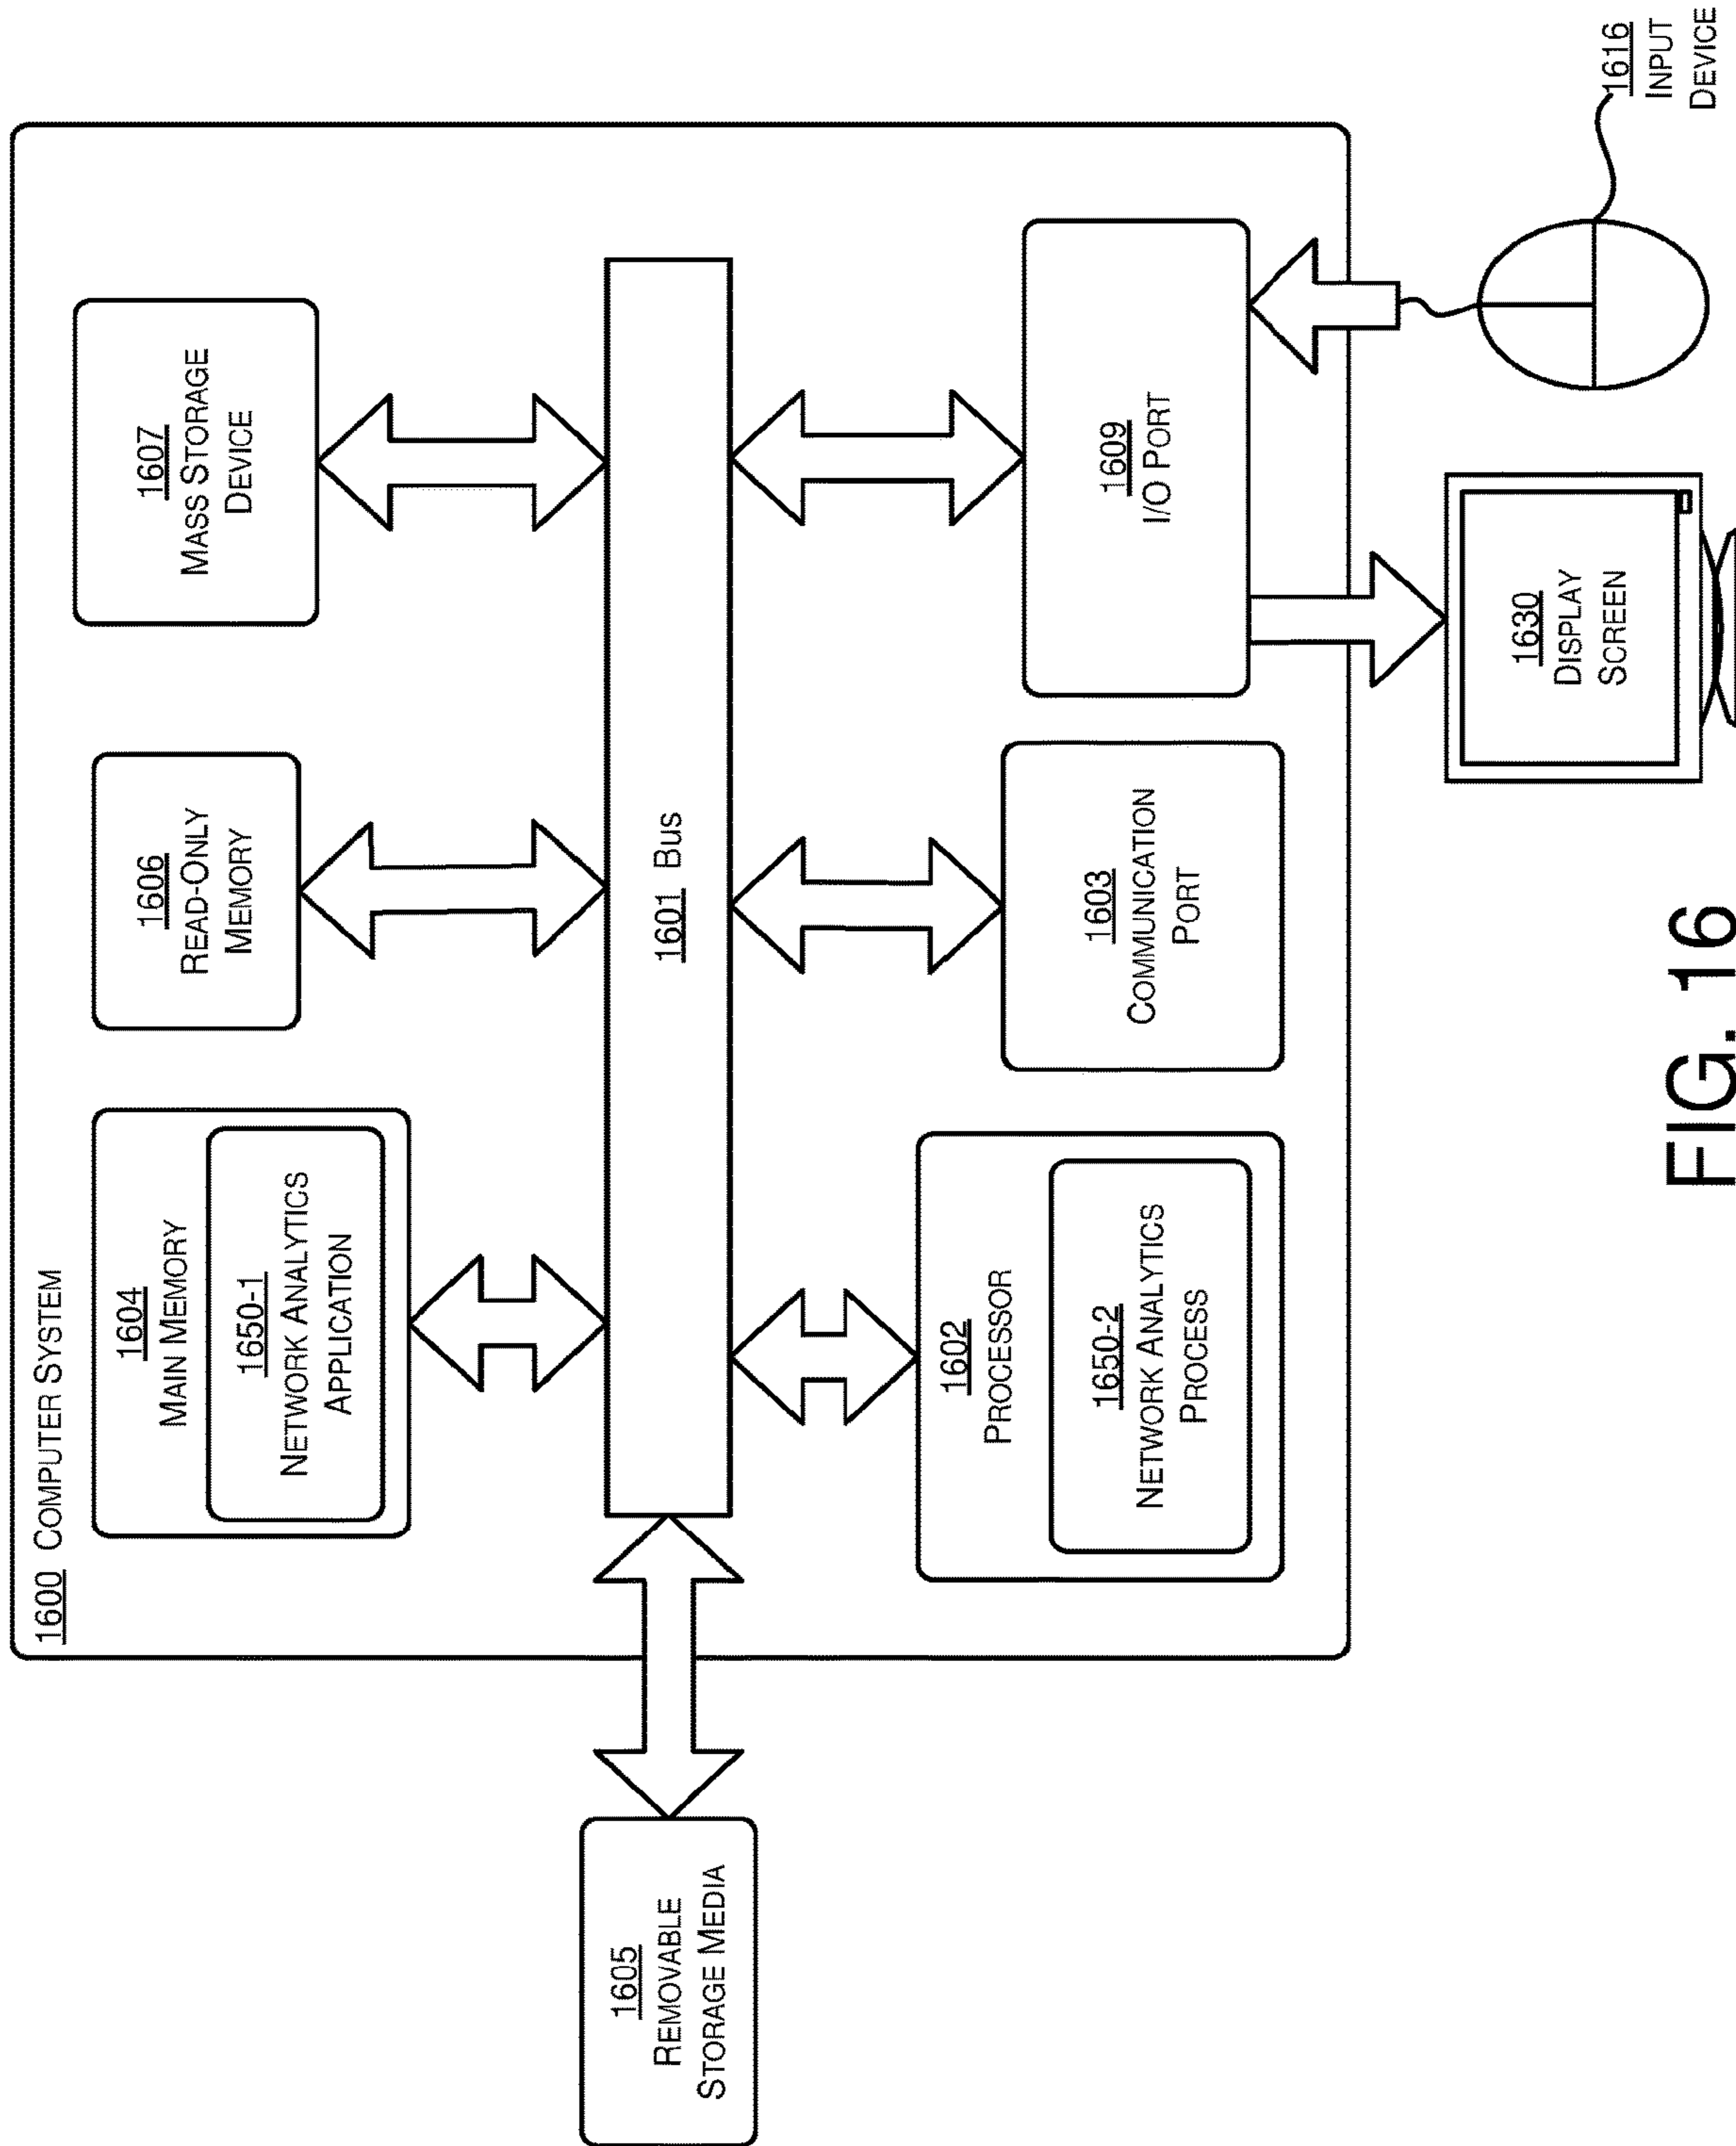 1600 COMPUTER SYSTEM
1604
MAIN MEMORY
1650-1
NETWORK ANALYTICS
APPLICATION
1606
READ-ONLY
MEMORY
1607
MASS STORAGE
DEVICE
1605
REMOVABLE
STORAGE MEDIA
1601 BUS
1602
PROCESSOR
1650-2
NETWORK ANALYTICS
PROCESS
1603
COMMUNICATION
PORT
1609
I/O PORT
1630
DISPLAY
SCREEN
1616
INPUT
DEVICE
FIG. 16